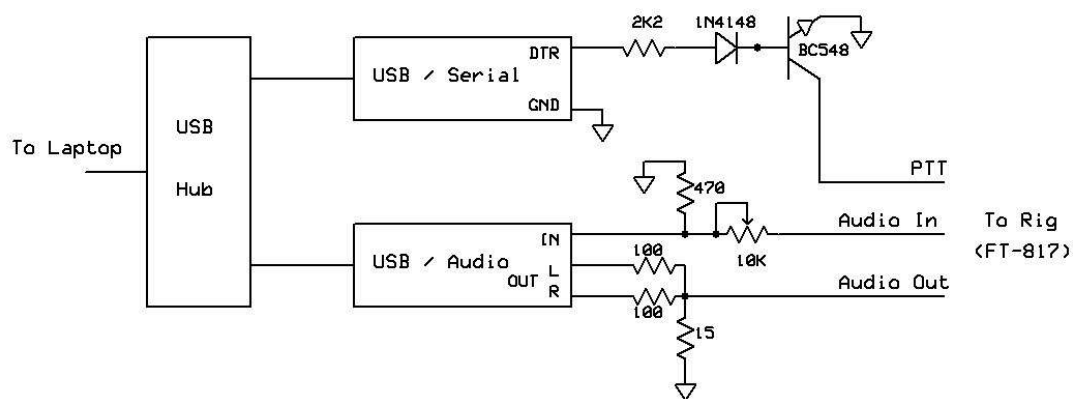 To Laptop
USB
Hub
USB / Serial
DTR
GND
2K2
1N4148
BC548
PTT
USB / Audio
IN
OUT L
R
470
100
100
10K
15
Audio In
Audio Out
To Rig
(FT-817)